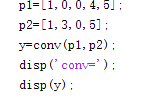 p1=[1,0,0,4,5];
p2=[1,3,0,5];
y=conv(p1,p2);
disp('conv=');
disp(y);